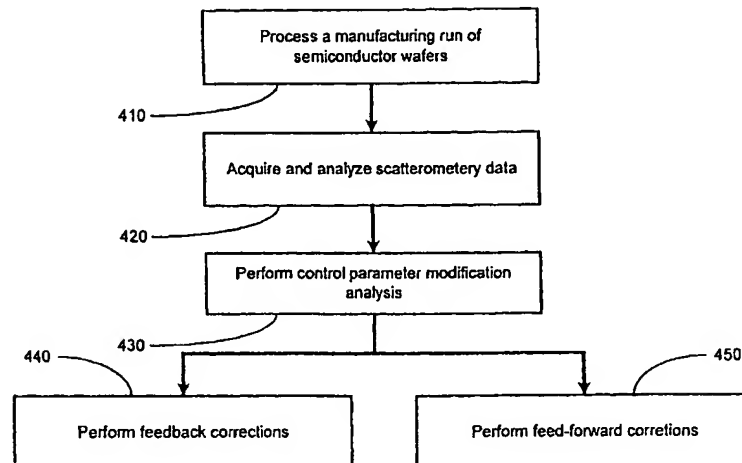 Process a manufacturing run of
semiconductor wafers
410
Acquire and analyze scatterometery data
420
Perform control parameter modification
analysis
430
440
450
Perform feedback corrections
Perform feed-forward corretions